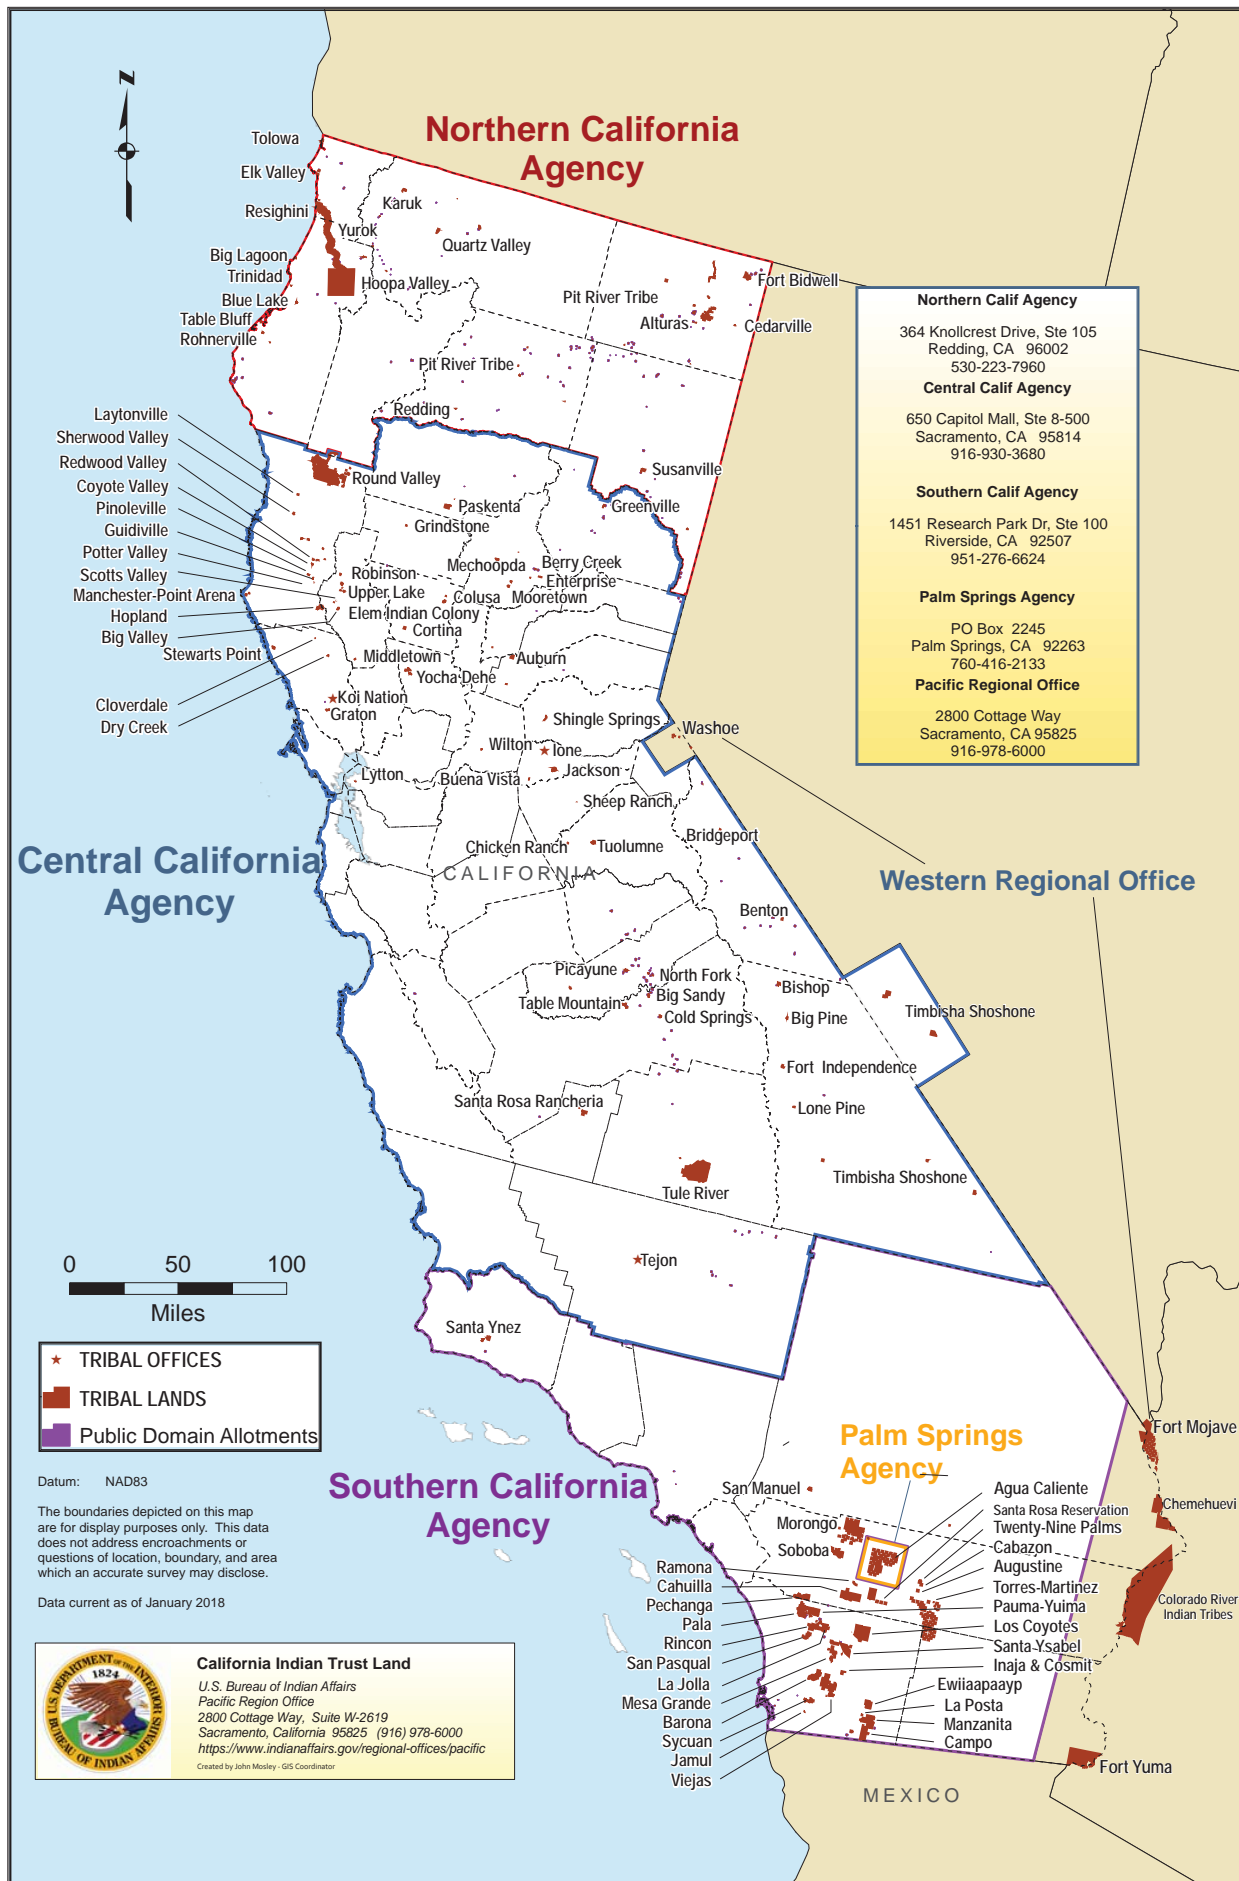 N
Northern California
Agency
Tolowa
Elk Valley
Resighini
Karuk
Yurok
Quartz Valley
Big Lagoon
Trinidad
Hoopa Valley
Blue Lake
Table Bluff
Rohnerville
Pit River Tribe
Fort Bidwell
Alturas
Cedarville
Pit River Tribe
Redding
Susanville
Northern Calif Agency
364 Knollcrest Drive, Ste 105
Redding, CA 96002
530-223-7960
Central Calif Agency
650 Capitol Mall, Ste 8-500
Sacramento, CA 95814
916-930-3680
Southern Calif Agency
1451 Research Park Dr, Ste 100
Riverside, CA 92507
951-276-6624
Palm Springs Agency
PO Box 2245
Palm Springs, CA 92263
760-416-2133
Pacific Regional Office
2800 Cottage Way
Sacramento, CA 95825
916-978-6000
Laytonville
Sherwood Valley
Redwood Valley
Coyote Valley
Pinoleville
Guidiville
Potter Valley
Scotts Valley
Manchester-Point Arena
Hopland
Big Valley
Stewarts Point
Cloverdale
Dry Creek
Round Valley
Paskenta
Grindstone
Greenville
Mechoopda
Berry Creek
Enterprise
Robinson
Upper Lake
Colusa
Mooretown
Elem Indian Colony
Cortina
Middletown
Auburn
Yocha Dehe
Koi Nation
Graton
Shingle Springs
Washoe
Wilton
Ione
Lytton
Buena Vista
Jackson
Sheep Ranch
Bridgeport
Chicken Ranch
Tuolumne
CALIFORNIA
Central California
Agency
Western Regional Office
Benton
Picayune
North Fork
Bishop
Table Mountain
Big Sandy
Cold Springs
Big Pine
Timbisha Shoshone
Fort Independence
Santa Rosa Rancheria
Lone Pine
Tule River
Timbisha Shoshone
Tejon
0 50 100
Miles
Santa Ynez
TRIBAL OFFICES
TRIBAL LANDS
Public Domain Allotments
Datum: NAD83
The boundaries depicted on this map
are for display purposes only. This data
does not address encroachments or
questions of location, boundary, and area
which an accurate survey may disclose.
Data current as of January 2018
Southern California
Agency
Palm Springs
Agency
Fort Mojave
Chemehuevi
Colorado River
Indian Tribes
San Manuel
Morongo
Soboba
Agua Caliente
Santa Rosa Reservation
Twenty-Nine Palms
Cabazon
Augustine
Torres-Martinez
Pauma-Yuima
Los Coyotes
Santa Ysabel
Inaja & Cosmit
Ewiiaapaayp
La Posta
Manzanita
Campo
Ramona
Cahuilla
Pechanga
Pala
Rincon
San Pasqual
La Jolla
Mesa Grande
Barona
Sycuan
Jamul
Viejas
Fort Yuma
MEXICO
U.S. DEPARTMENT OF THE INTERIOR
1824
BUREAU OF INDIAN AFFAIRS
California Indian Trust Land
U.S. Bureau of Indian Affairs
Pacific Region Office
2800 Cottage Way, Suite W-2619
Sacramento, California 95825 (916) 978-6000
https://www.indianaffairs.gov/regional-offices/pacific
Created by John Mosley - GIS Coordinator